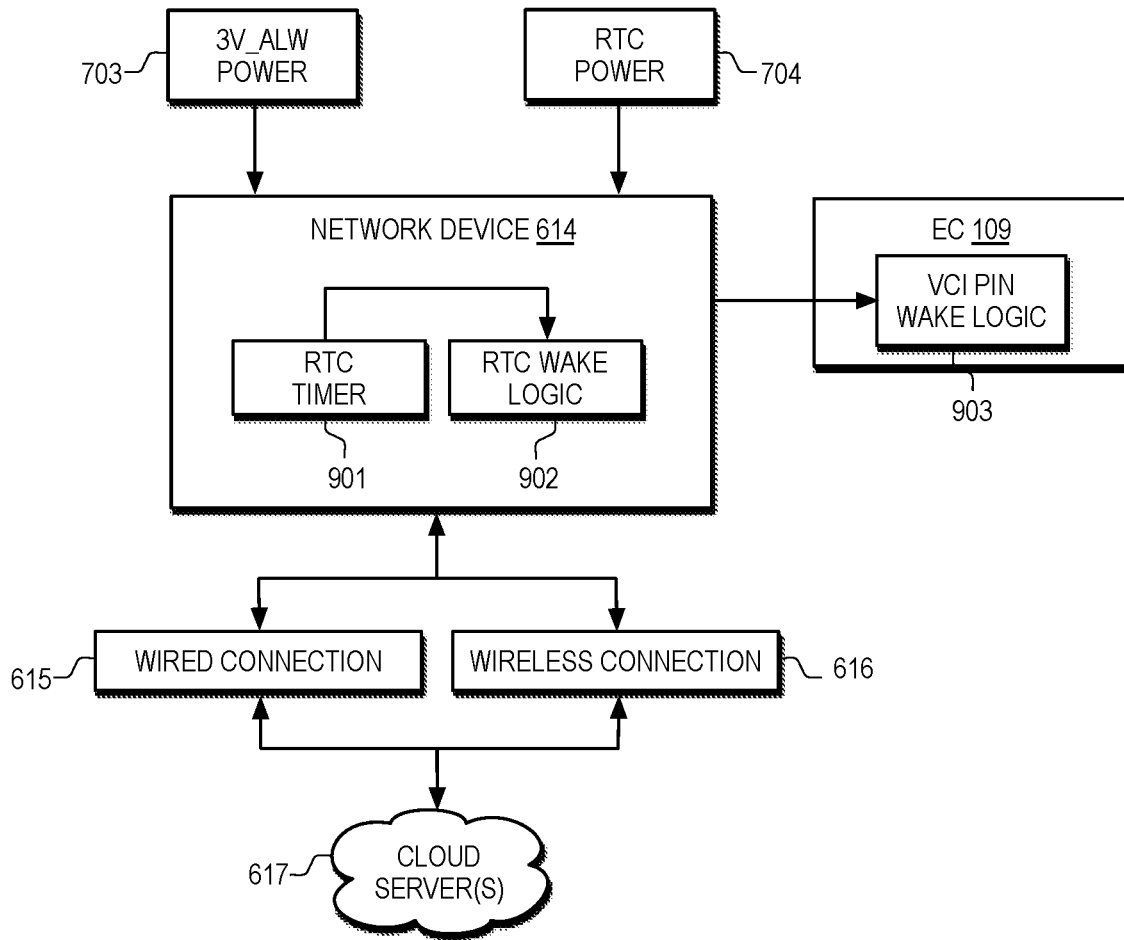 3V_ALW
POWER
703
RTC
POWER
704
NETWORK DEVICE 614
EC 109
VCI PIN
WAKE LOGIC
903
RTC
TIMER
901
RTC WAKE
LOGIC
902
WIRED CONNECTION
615
WIRELESS CONNECTION
616
CLOUD
SERVER(S)
617